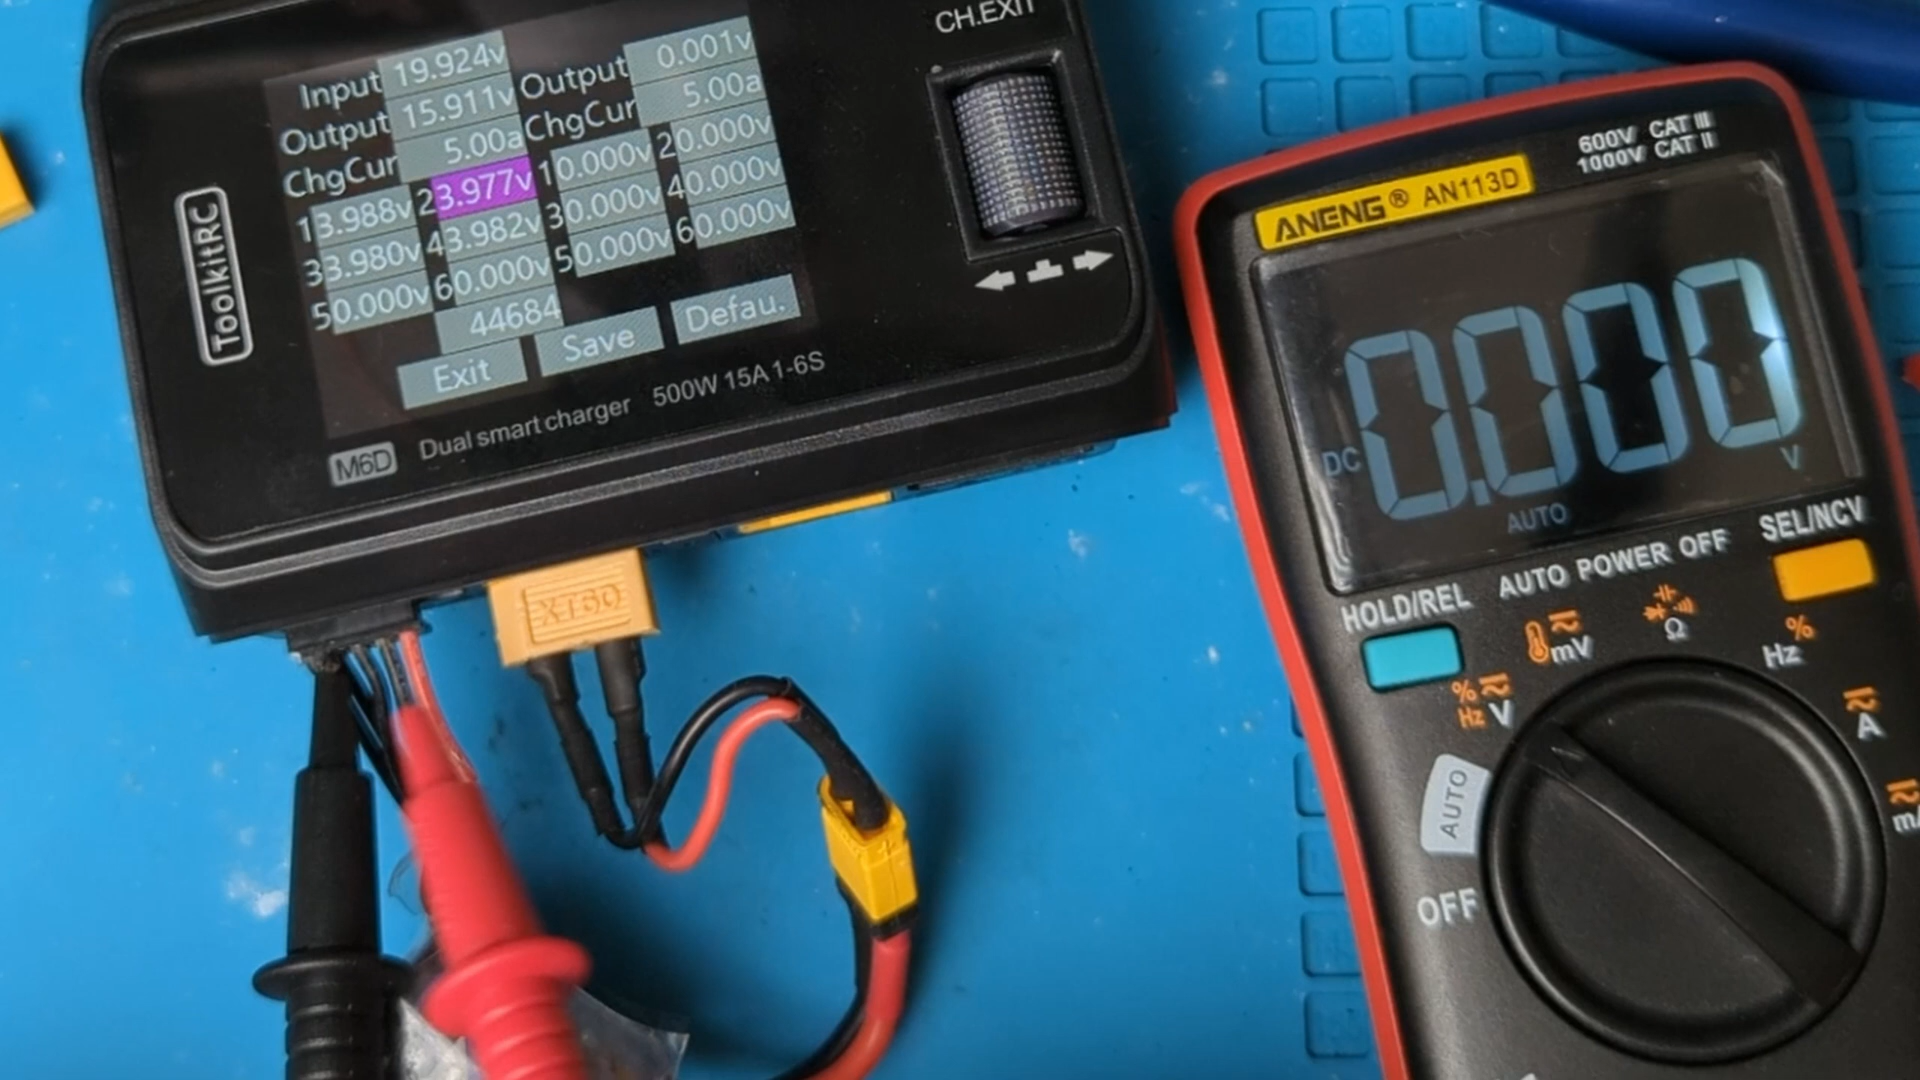 CH.EXIT
Input 19.924v Output 0.001v
Output 15.911v ChgCur 5.00a
ChgCur 5.00a 10.000v 20.000v
13.988v 23.977v 30.000v 40.000v
33.980v 43.982v 50.000v 60.000v
50.000v 60.000v
44684
Exit Save Defau.
ToolkitRC
M6D Dual smart charger 500W 15A 1-6S
XT60
600V CAT III
1000V CAT II
ANENG® AN113D
DC 0.000 V
AUTO
HOLD/REL AUTO POWER OFF SEL/NCV
mV
Ω
%
Hz
%
Hz V
A
AUTO
OFF